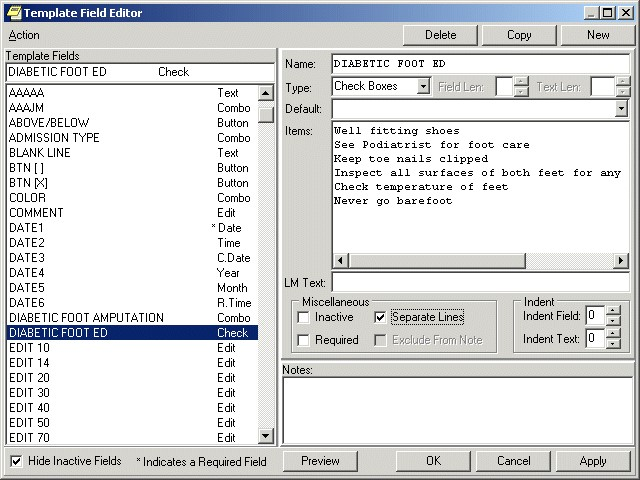 Template Field Editor
Action
Delete Copy New
Template Fields
DIABETIC FOOT ED Check
AAAAA Text
AAAJM Combo
ABOVE/BELOW Button
ADMISSION TYPE Combo
BLANK LINE Text
BTN [ ] Button
BTN [X] Button
COLOR Combo
COMMENT Edit
DATE1 * Date
DATE2 Time
DATE3 C.Date
DATE4 Year
DATE5 Month
DATE6 R.Time
DIABETIC FOOT AMPUTATION Combo
DIABETIC FOOT ED Check
EDIT 10 Edit
EDIT 14 Edit
EDIT 20 Edit
EDIT 30 Edit
EDIT 40 Edit
EDIT 50 Edit
EDIT 70 Edit
Name: DIABETIC FOOT ED
Type: Check Boxes Field Len: Text Len:
Default:
Items:
Well fitting shoes
See Podiatrist for foot care
Keep toe nails clipped
Inspect all surfaces of both feet for any
Check temperature of feet
Never go barefoot
LM Text:
Miscellaneous
Inactive Separate Lines
Required Exclude From Note
Indent
Indent Field: 0
Indent Text: 0
Notes:
Hide Inactive Fields * Indicates a Required Field Preview OK Cancel Apply